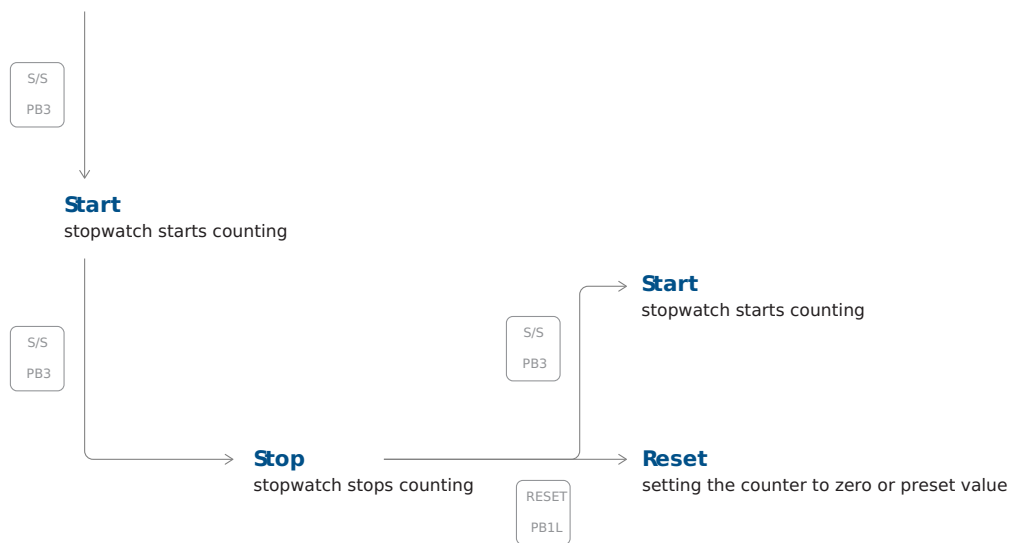 S/S
PB3
Start
stopwatch starts counting
S/S
PB3
Start
stopwatch starts counting
S/S
PB3
Stop
stopwatch stops counting
Reset
setting the counter to zero or preset value
RESET
PB1L